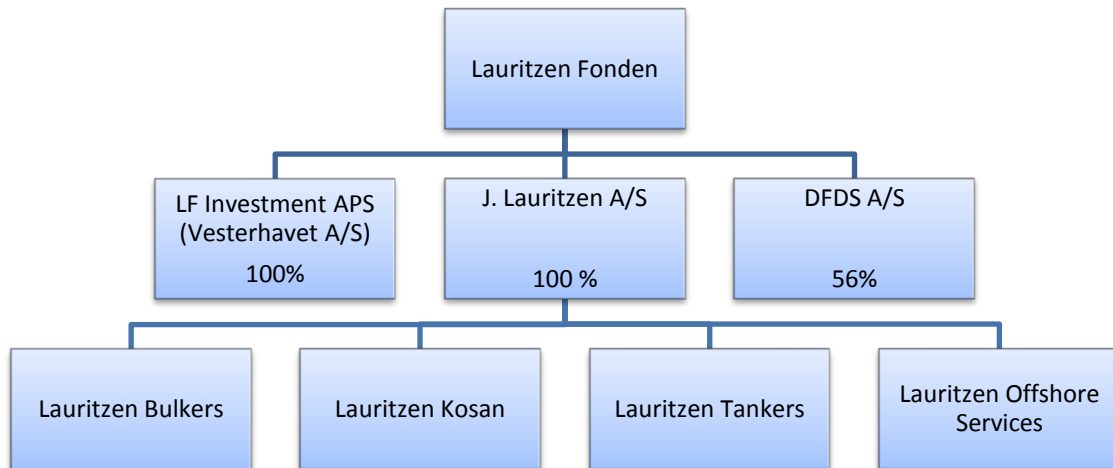 Lauritzen Fonden
LF Investment APS
(Vesterhavet A/S)
100%
J. Lauritzen A/S
100 %
DFDS A/S
56%
Lauritzen Bulkers
Lauritzen Kosan
Lauritzen Tankers
Lauritzen Offshore
Services